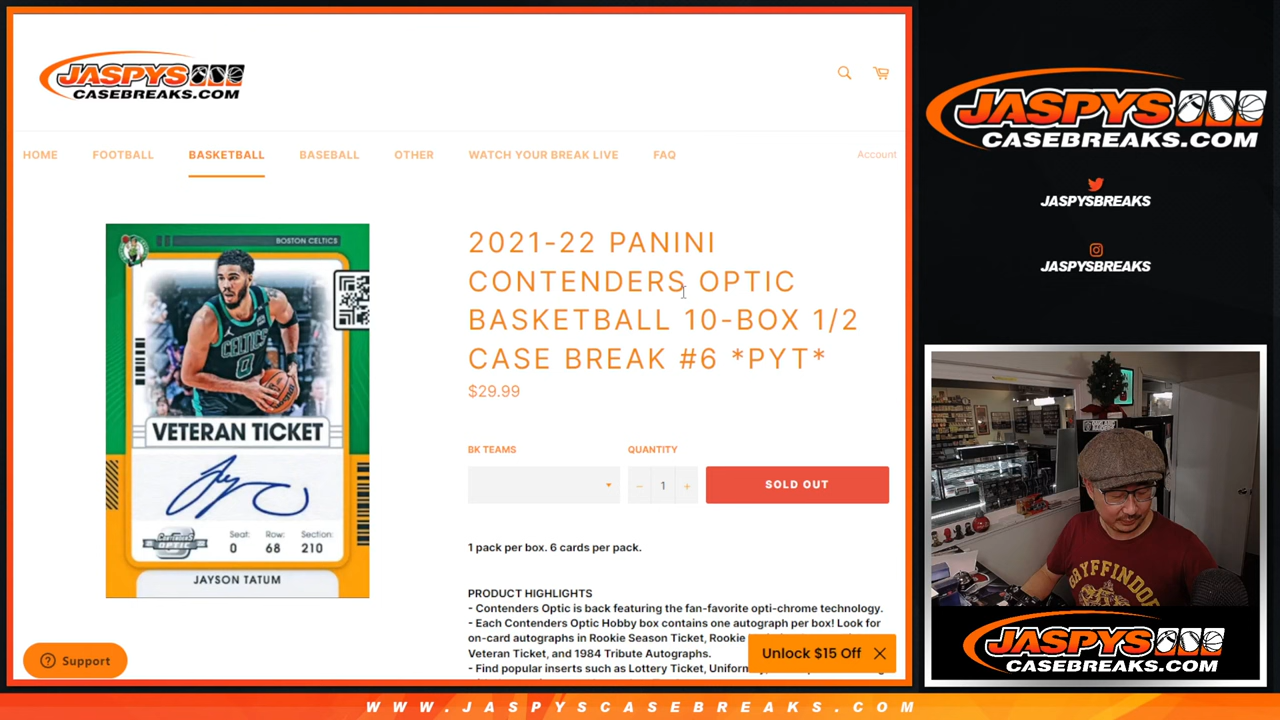 JASPYS
CASEBREAKS.COM
HOME
FOOTBALL
BASKETBALL
BASEBALL
OTHER
WATCH YOUR BREAK LIVE
FAQ
Account
BOSTON CELTICS
CELTICS
0
VETERAN TICKET
CONTENDERS
OPTIC
Seat: Row: Section:
0 68 210
JAYSON TATUM
2021-22 PANINI
CONTENDERS OPTIC
BASKETBALL 10-BOX 1/2
CASE BREAK #6 *PYT*
$29.99
BK TEAMS
QUANTITY
− 1 +
SOLD OUT
1 pack per box. 6 cards per pack.
PRODUCT HIGHLIGHTS
- Contenders Optic is back featuring the fan-favorite opti-chrome technology.
- Each Contenders Optic Hobby box contains one autograph per box! Look for
on-card autographs in Rookie Season Ticket, Rookie
Veteran Ticket, and 1984 Tribute Autographs.
- Find popular inserts such as Lottery Ticket,
Support
Unlock $15 Off
JASPYS
CASEBREAKS.COM
JASPYSBREAKS
JASPYSBREAKS
GRYFFINDOR
JASPYS
CASEBREAKS.COM
WWW.JASPYSCASEBREAKS.COM